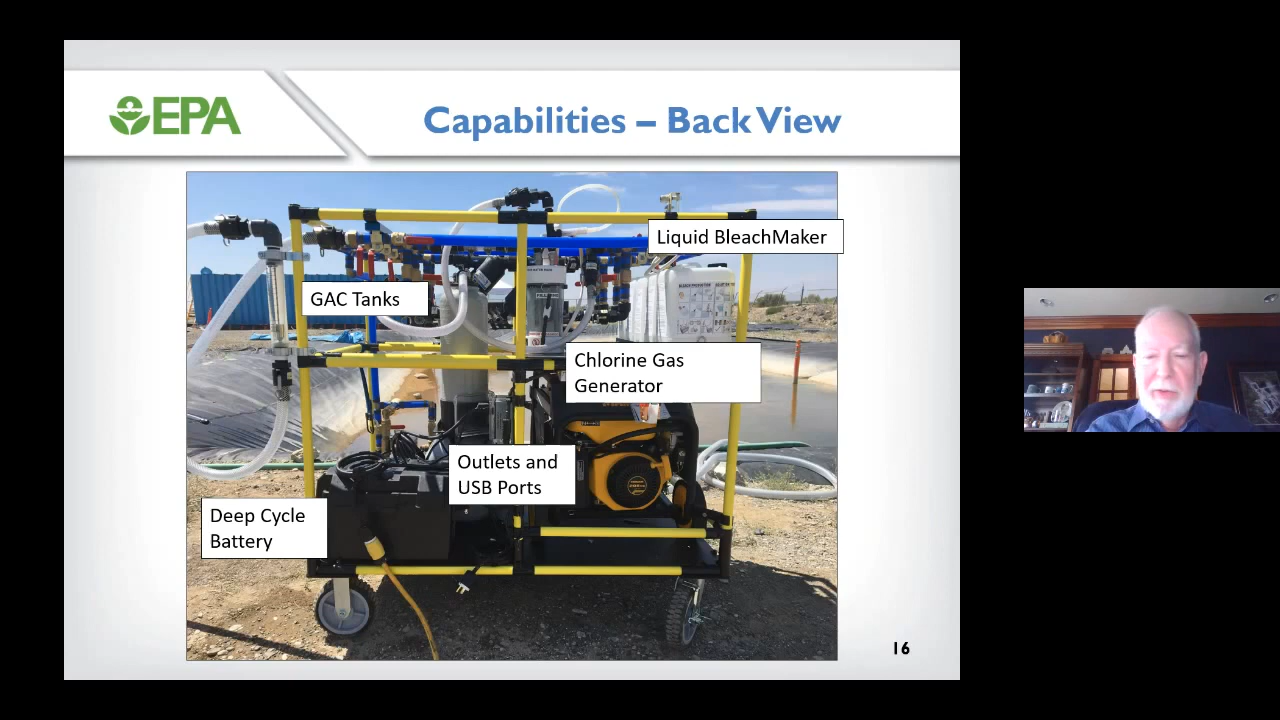 EPA
Capabilities – Back View
Liquid BleachMaker
GAC Tanks
Chlorine Gas
Generator
Outlets and
USB Ports
Deep Cycle
Battery
16